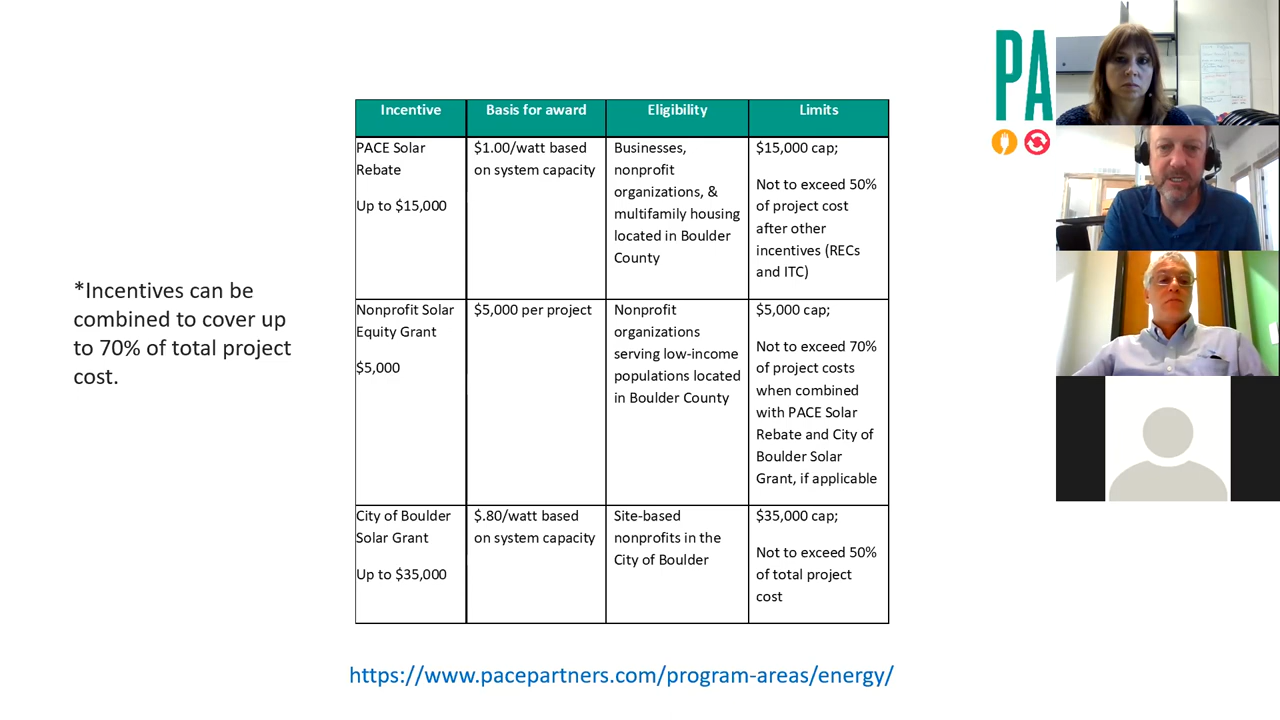 PA
Incentive
Basis for award
Eligibility
Limits
PACE Solar
Rebate
Up to $15,000
$1.00/watt based
on system capacity
Businesses,
nonprofit
organizations, &
multifamily housing
located in Boulder
County
$15,000 cap;
Not to exceed 50%
of project cost
after other
incentives (RECs
and ITC)
Nonprofit Solar
Equity Grant
$5,000
$5,000 per project
Nonprofit
organizations
serving low-income
populations located
in Boulder County
$5,000 cap;
Not to exceed 70%
of project costs
when combined
with PACE Solar
Rebate and City of
Boulder Solar
Grant, if applicable
City of Boulder
Solar Grant
Up to $35,000
$.80/watt based
on system capacity
Site-based
nonprofits in the
City of Boulder
$35,000 cap;
Not to exceed 50%
of total project
cost
*Incentives can be
combined to cover up
to 70% of total project
cost.
https://www.pacepartners.com/program-areas/energy/